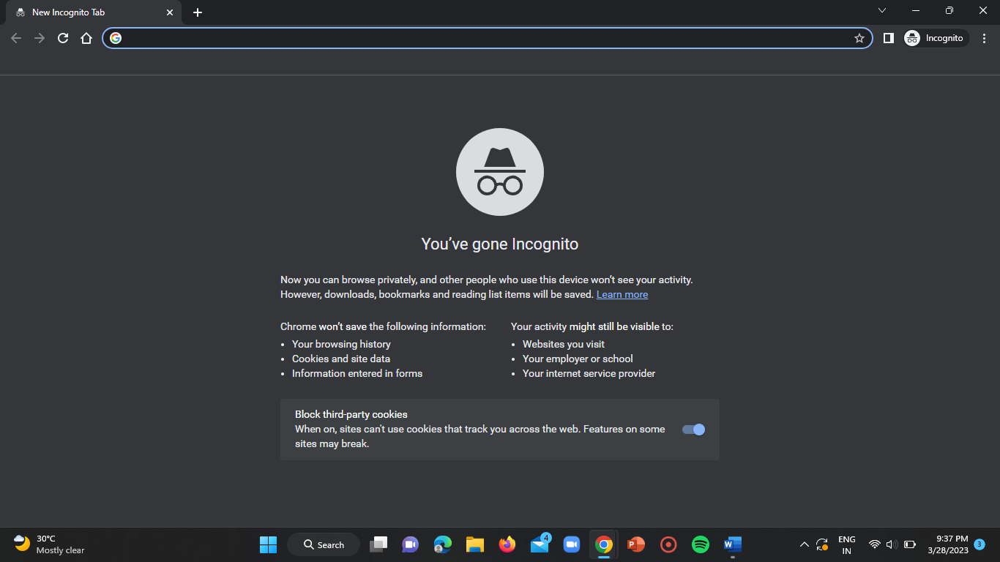 New Incognito Tab
Incognito
You've gone Incognito
Now you can browse privately, and other people who use this device won't see your activity.
However, downloads, bookmarks and reading list items will be saved. Learn more
Chrome won't save the following information:
Your browsing history
Cookies and site data
Information entered in forms
Your activity might still be visible to:
Websites you visit
Your employer or school
Your internet service provider
Block third-party cookies
When on, sites can't use cookies that track you across the web. Features on some
sites may break.
30°C
Mostly clear
Search
4
ENG
IN
9:37 PM
3/28/2023
3